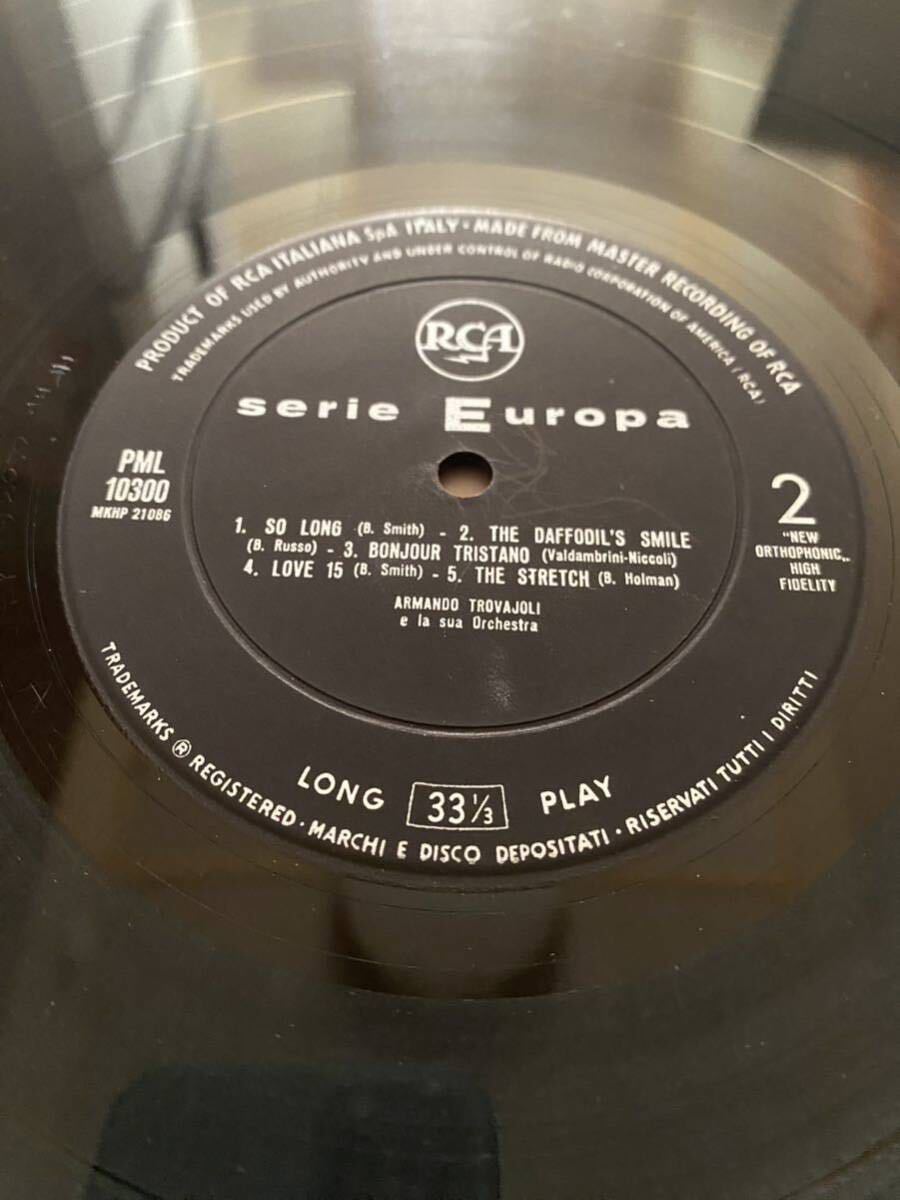 PRODUCT OF RCA ITALIANA SpA ITALY · MADE FROM MASTER RECORDING OF RCA
TRADEMARKS USED BY AUTHORITY AND UNDER CONTROL OF RADIO CORPORATION OF AMERICA (RCA)
RCA
serie Europa
PML
10300
MKHP 21086
2
"NEW
ORTHOPHONIC„
HIGH
FIDELITY
1. SO LONG (B. Smith) - 2. THE DAFFODIL'S SMILE
(B. Russo) - 3. BONJOUR TRISTANO (Valdambrini-Niccoli)
4. LOVE 15 (B. Smith) - 5. THE STRETCH (B. Holman)
ARMANDO TROVAJOLI
e la sua Orchestra
LONG 33 1/3 PLAY
TRADEMARKS ® REGISTERED · MARCHI E DISCO DEPOSITATI · RISERVATI TUTTI I DIRITTI